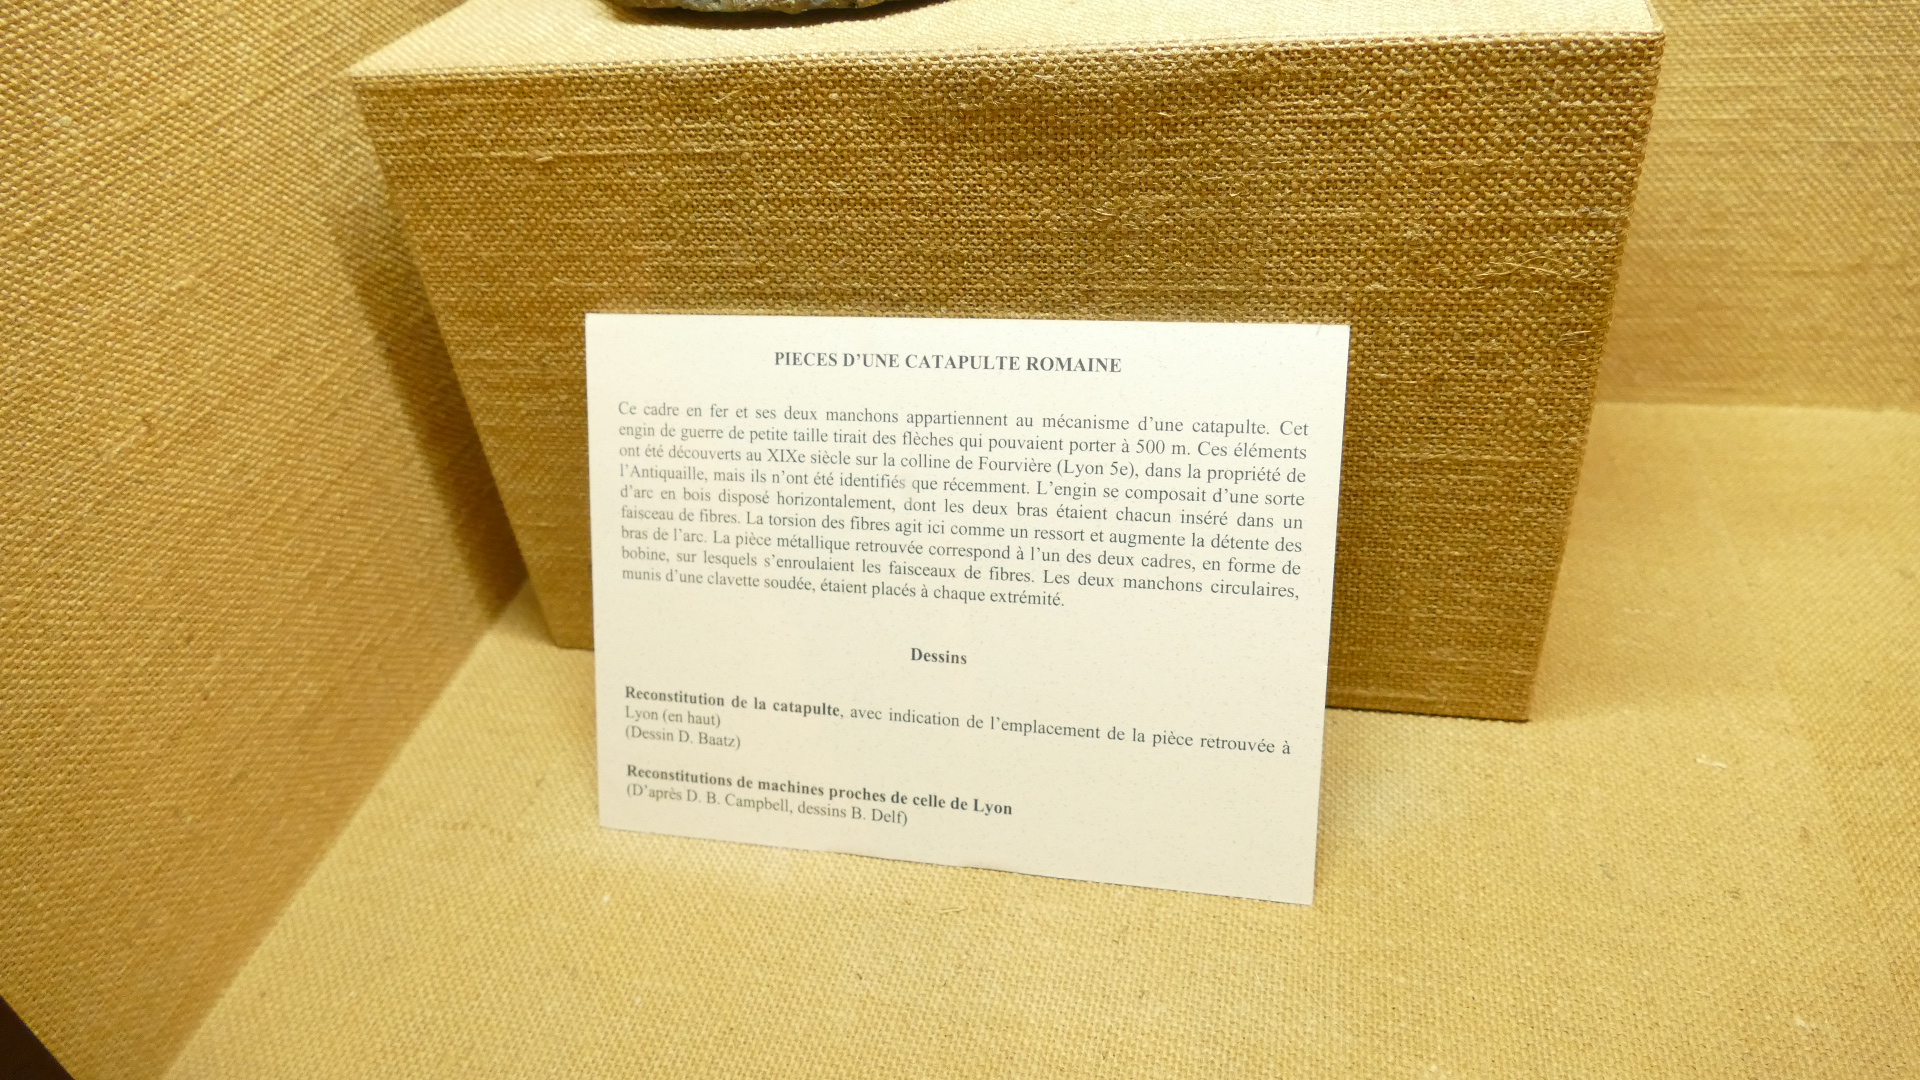 PIECES D'UNE CATAPULTE ROMAINE
Ce cadre en fer et ses deux manchons appartiennent au mécanisme d'une catapulte. Cet
engin de guerre de petite taille tirait des flèches qui pouvaient porter à 500 m. Ces éléments
ont été découverts au XIXe siècle sur la colline de Fourvière (Lyon 5e), dans la propriété de
l'Antiquaille, mais ils n'ont été identifiés que récemment. L'engin se composait d'une sorte
d'arc en bois disposé horizontalement, dont les deux bras étaient chacun inséré dans un
faisceau de fibres. La torsion des fibres agit ici comme un ressort et augmente la détente des
bras de l'arc. La pièce métallique retrouvée correspond à l'un des deux cadres, en forme de
bobine, sur lesquels s'enroulaient les faisceaux de fibres. Les deux manchons circulaires,
munis d'une clavette soudée, étaient placés à chaque extrémité.
Dessins
Reconstitution de la catapulte, avec indication de l'emplacement de la pièce retrouvée à
Lyon (en haut)
(Dessin D. Baatz)
Reconstitutions de machines proches de celle de Lyon
(D'après D. B. Campbell, dessins B. Delf)